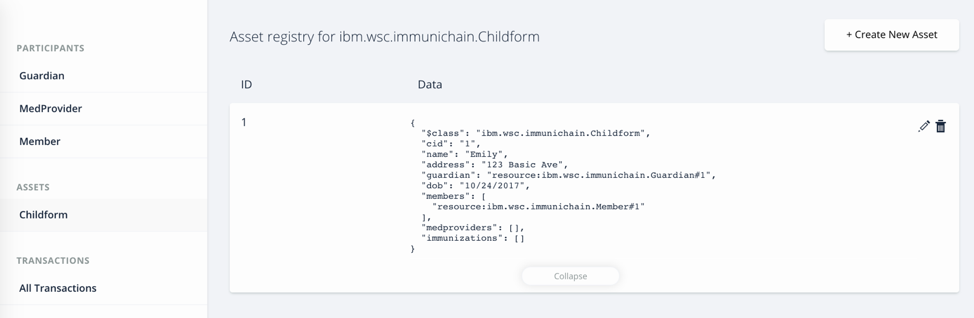 PARTICIPANTS
Guardian
MedProvider
Member
ASSETS
Childform
TRANSACTIONS
All Transactions
Asset registry for ibm.wsc.immunichain.Childform
+ Create New Asset
ID Data
1
{
  "$class": "ibm.wsc.immunichain.Childform",
  "cid": "1",
  "name": "Emily",
  "address": "123 Basic Ave",
  "guardian": "resource:ibm.wsc.immunichain.Guardian#1",
  "dob": "10/24/2017",
  "members": [
    "resource:ibm.wsc.immunichain.Member#1"
  ],
  "medproviders": [],
  "immunizations": []
}
Collapse